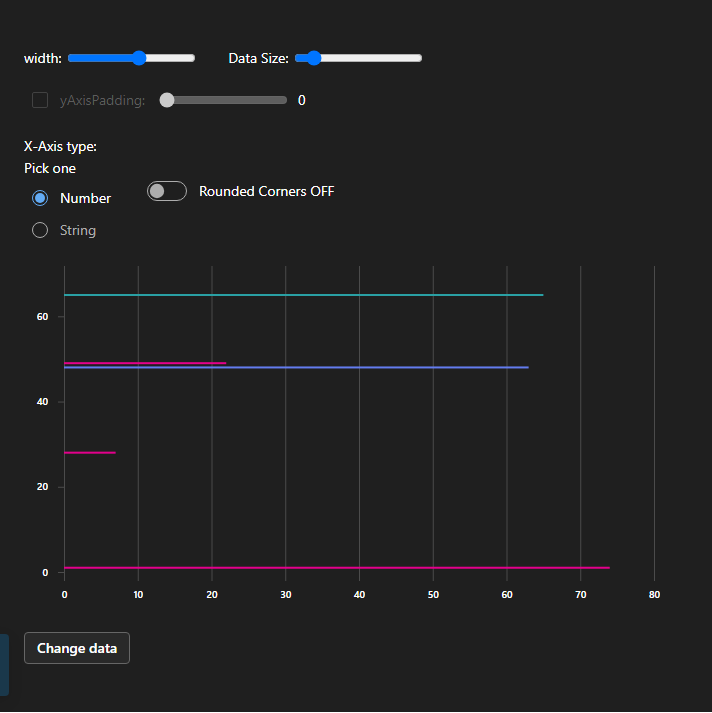 width: Data Size:
yAxisPadding: 0
X-Axis type:
Pick one
Number Rounded Corners OFF
String
60
40
20
0
0 10 20 30 40 50 60 70 80
Change data